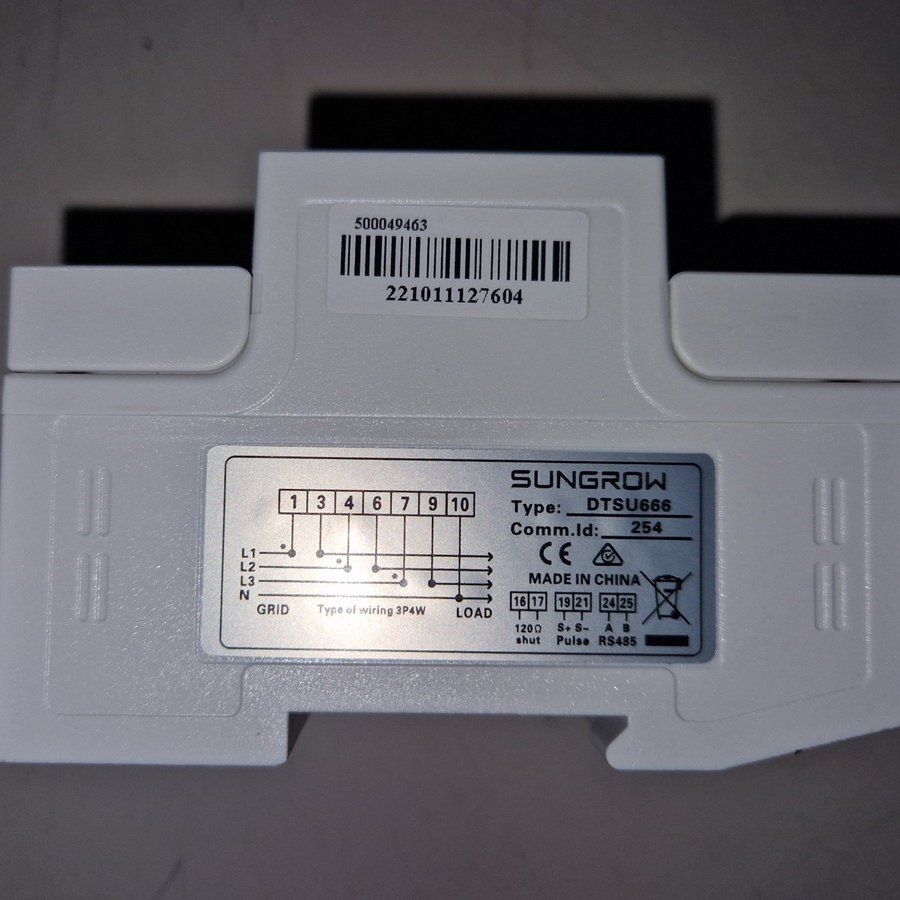 500049463
221011127604
1 3 4 6 7 9 10
L1
L2
L3
N
GRID Type of wiring 3P4W LOAD
SUNGROW
Type: DTSU666
Comm.Id: 254
CE
MADE IN CHINA
16 17 19 21 24 25
120Ω S+ S- A B
shut Pulse RS485